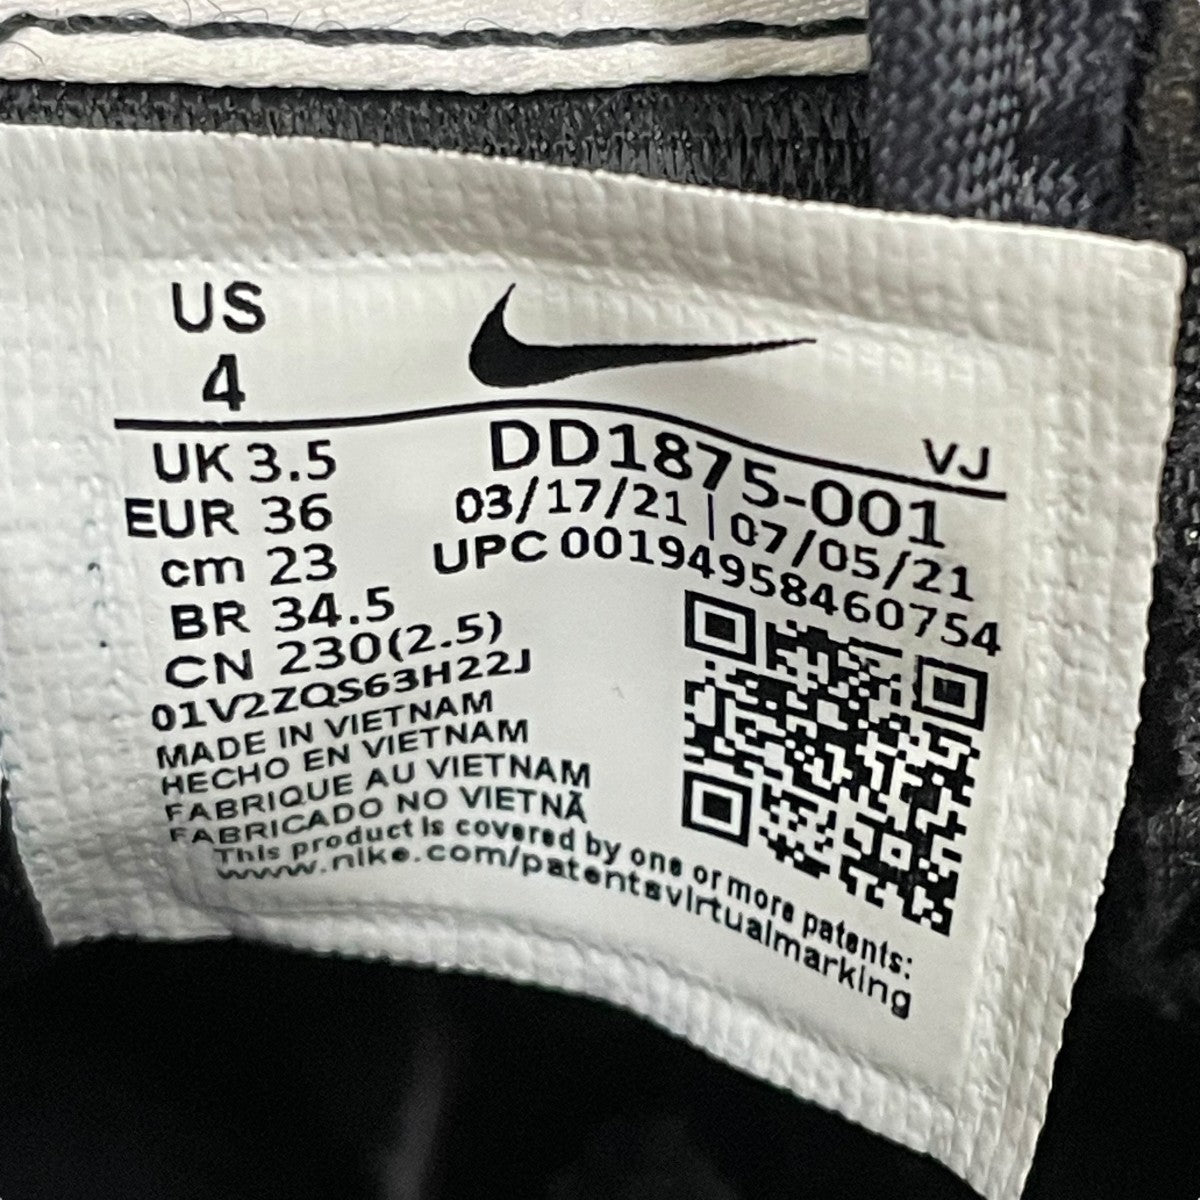 US
4
VJ
UK 3.5
DD1875-001
EUR 36
03/17/21 | 07/05/21
cm 23
UPC 00194958460754
BR 34.5
CN 230(2.5)
01V2ZQS63H22J
MADE IN VIETNAM
HECHO EN VIETNAM
FABRIQUE AU VIETNAM
FABRICADO NO VIETNÃ
This product is covered by one or more patents:
www.nike.com/patentsvirtualmarking